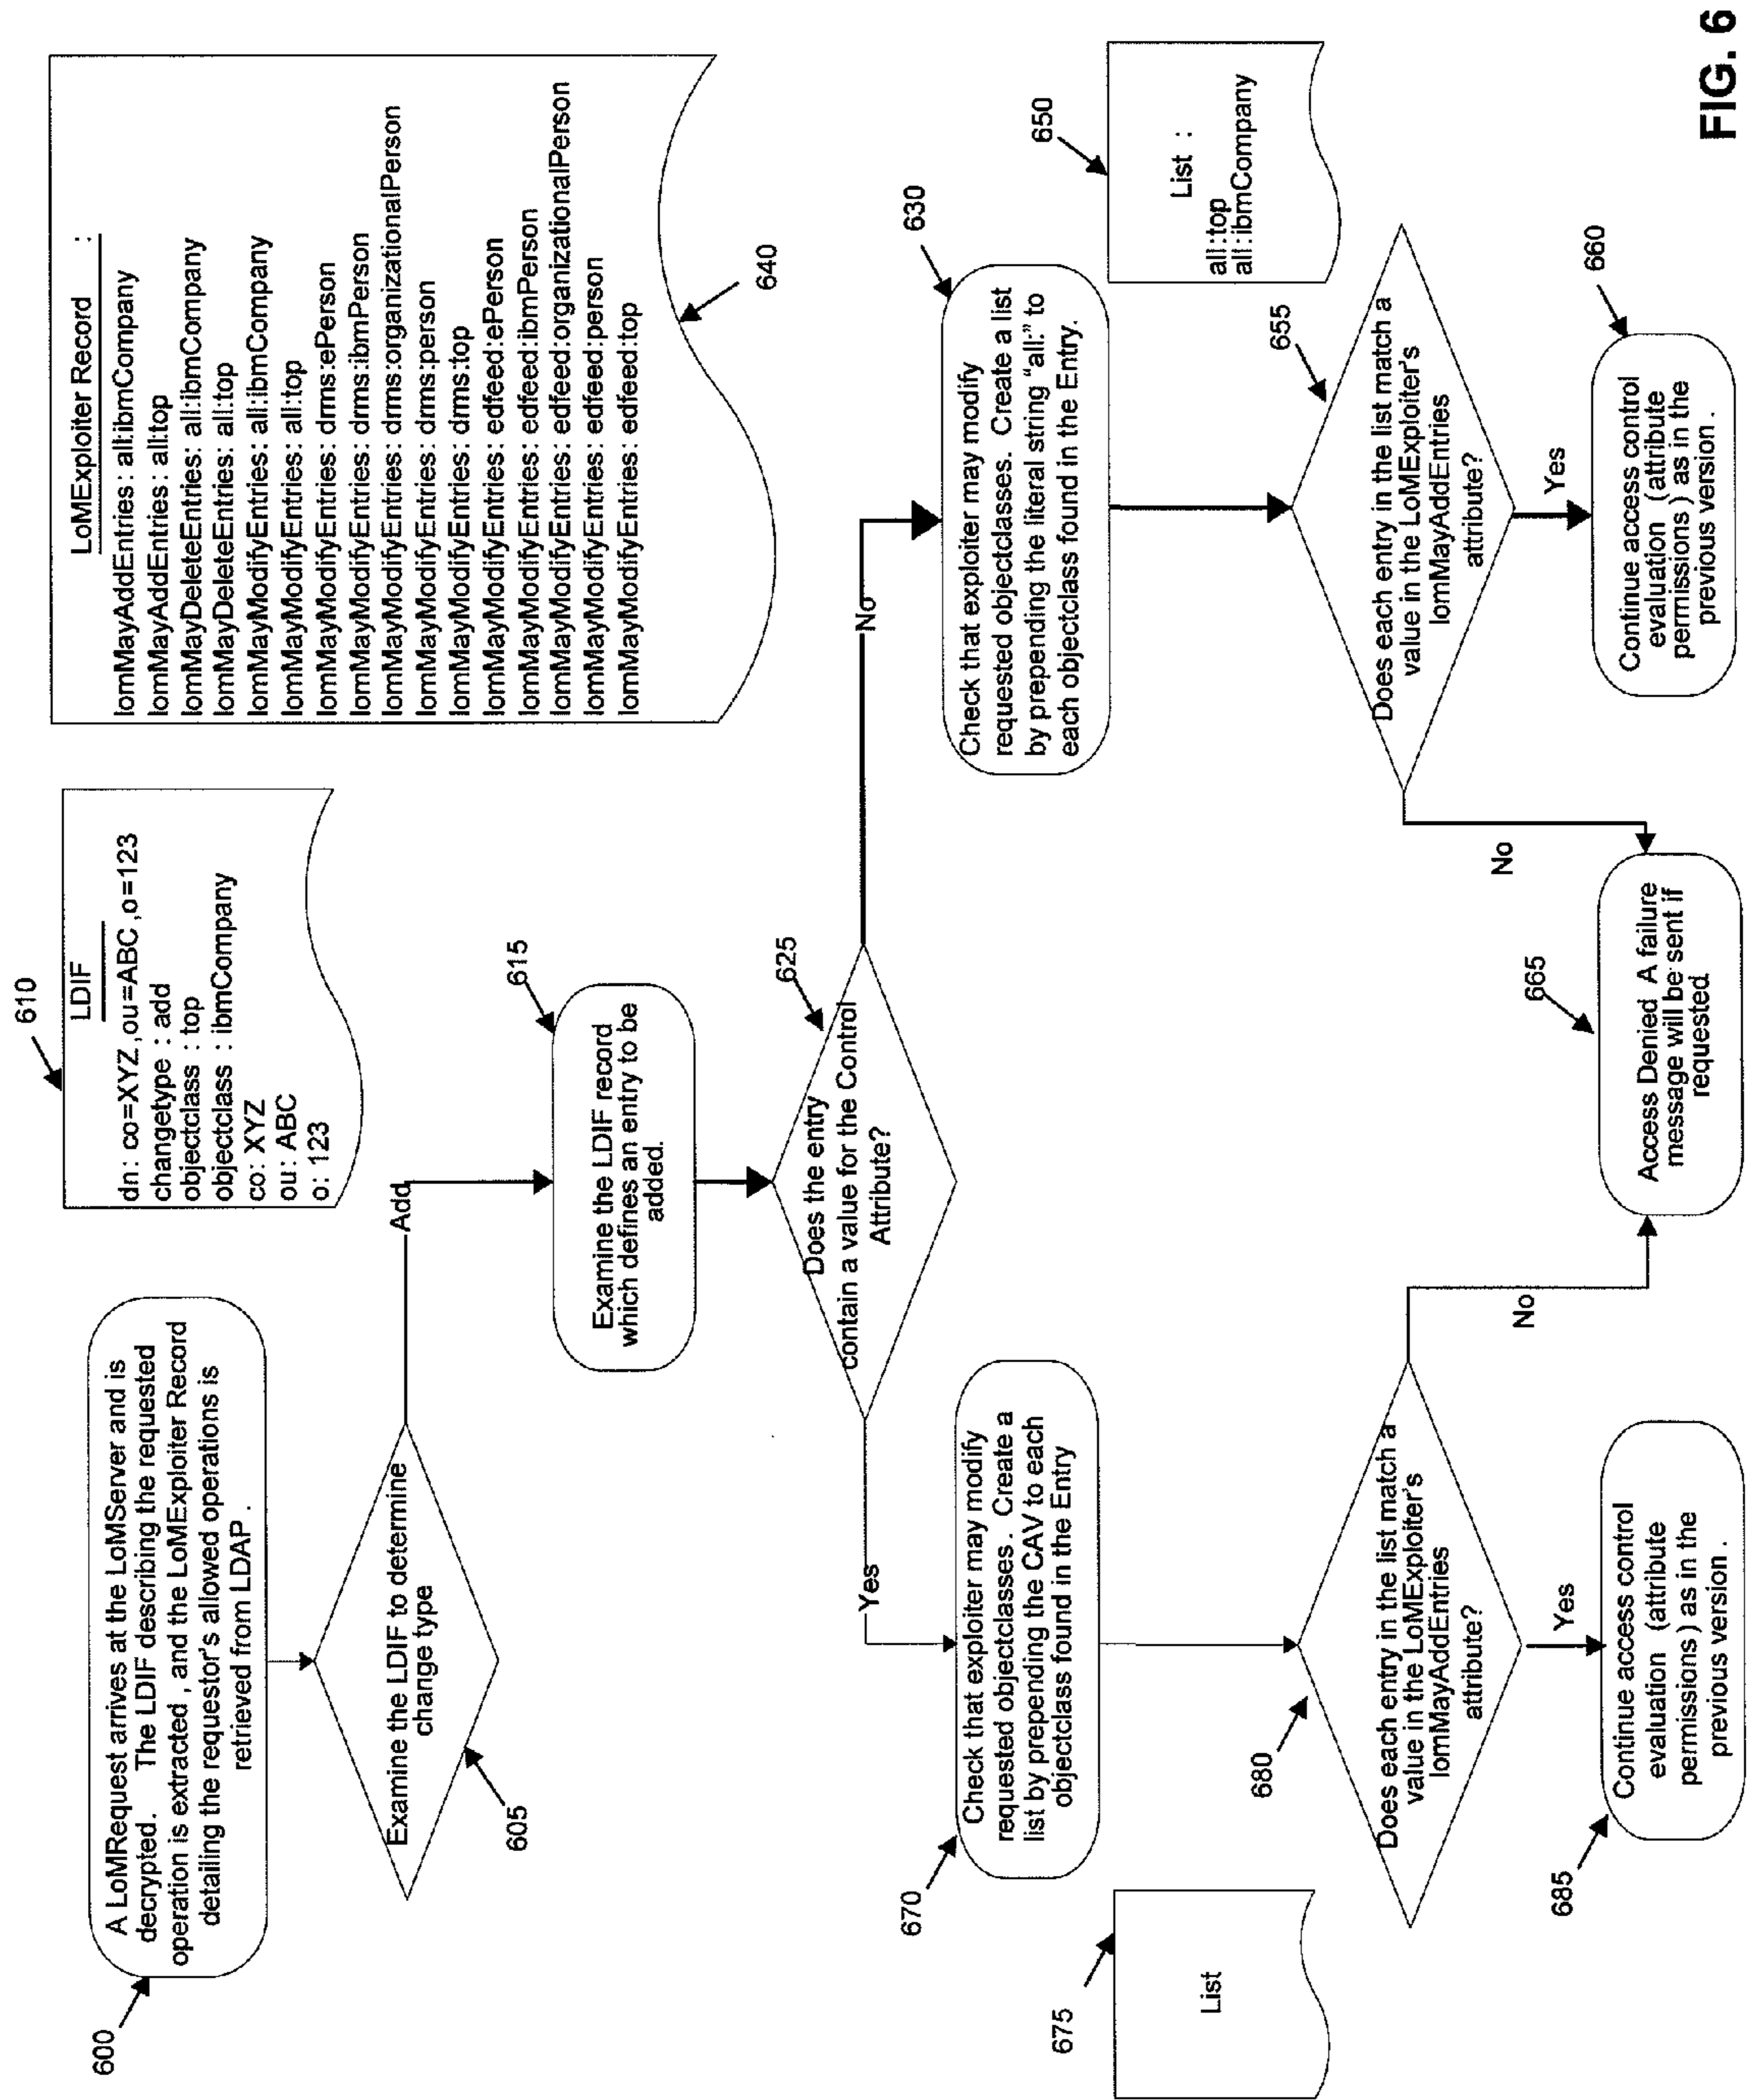 600
A LoMRequest arrives at the LoMServer and is
decrypted. The LDIF describing the requested
operation is extracted , and the LoMExploiter Record
detailing the requestor's allowed operations is
retrieved from LDAP .
610
LDIF
dn: co=XYZ ,ou=ABC ,o=123
changetype : add
objectclass : top
objectclass : ibmCompany
co: XYZ
ou: ABC
o: 123
LoMExploiter Record :
lomMayAddEntries : all:ibmCompany
lomMayAddEntries : all:top
lomMayDeleteEntries : all:ibmCompany
lomMayDeleteEntries : all:top
lomMayModifyEntries : all:ibmCompany
lomMayModifyEntries : all:top
lomMayModifyEntries : drms:ePerson
lomMayModifyEntries : drms:ibmPerson
lomMayModifyEntries : drms:organizationalPerson
lomMayModifyEntries : drms:person
lomMayModifyEntries : drms:top
lomMayModifyEntries : edfeed:ePerson
lomMayModifyEntries : edfeed:ibmPerson
lomMayModifyEntries : edfeed:organizationalPerson
lomMayModifyEntries : edfeed:person
lomMayModifyEntries : edfeed:top
640
Examine the LDIF to determine
change type
605
Add
615
Examine the LDIF record
which defines an entry to be
added.
625
Does the entry
contain a value for the Control
Attribute?
Yes
No
670
Check that exploiter may modify
requested objectclasses . Create a
list by prepending the CAV to each
objectclass found in the Entry
630
Check that exploiter may modify
requested objectclasses. Create a list
by prepending the literal string "all:" to
each objectclass found in the Entry.
675
List
650
List :
all:top
all:ibmCompany
680
Does each entry in the list match a
value in the LoMExploiter's
lomMayAddEntries
attribute?
No
Yes
655
Does each entry in the list match a
value in the LoMExploiter's
lomMayAddEntries
attribute?
No
Yes
685
Continue access control
evaluation (attribute
permissions ) as in the
previous version .
665
Access Denied A failure
message will be sent if
requested
660
Continue access control
evaluation (attribute
permissions ) as in the
previous version .
FIG. 6